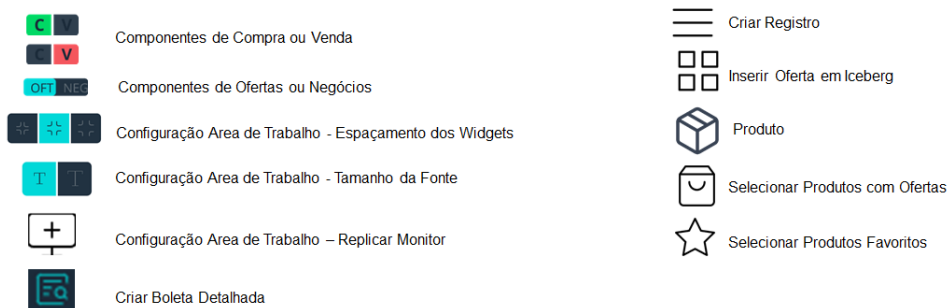 C V
Componentes de Compra ou Venda
C V
OFT NEG
Componentes de Ofertas ou Negócios
Configuração Area de Trabalho - Espaçamento dos Widgets
T T
Configuração Area de Trabalho - Tamanho da Fonte
Configuração Area de Trabalho – Replicar Monitor
Criar Boleta Detalhada
Criar Registro
Inserir Oferta em Iceberg
Produto
Selecionar Produtos com Ofertas
Selecionar Produtos Favoritos